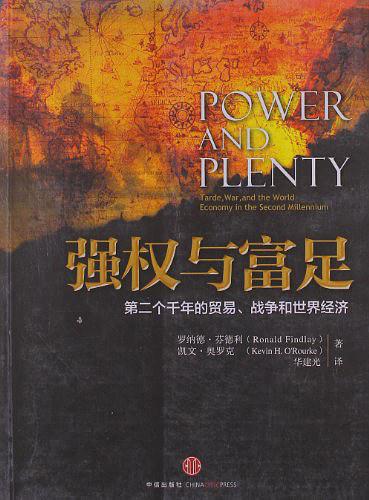 POWER
AND
PLENTY
Tarde,War,and the World
Economy in the Second Millennium
强权与富足
第二个千年的贸易、战争和世界经济
罗纳德·芬德利（Ronald Findlay）
凯文·奥罗克 （Kevin H. O'Rourke） 著
华建光 译
中信出版社 CHINACITICPRESS